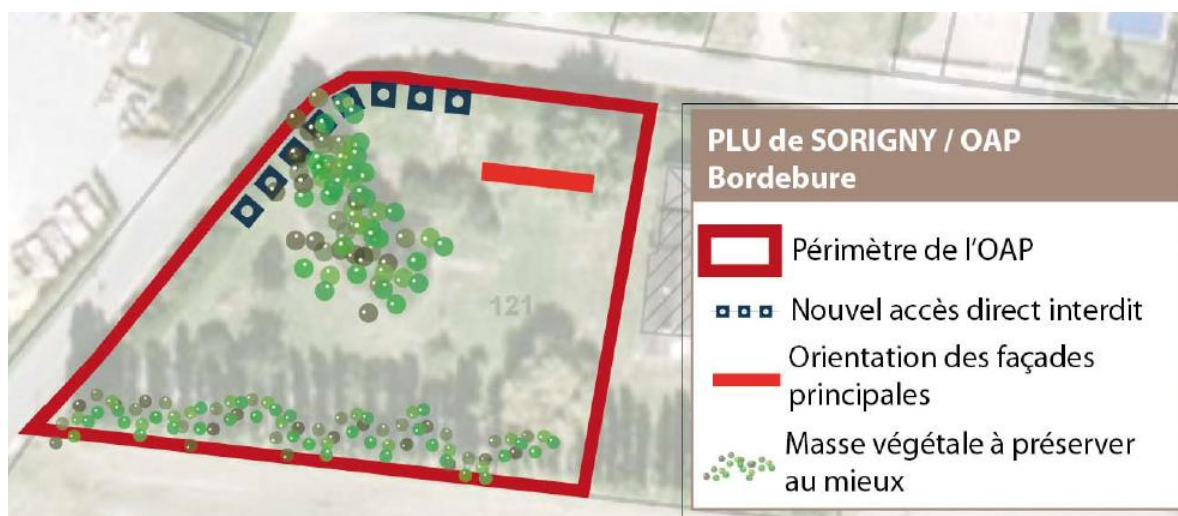 121
PLU de SORIGNY / OAP
Bordebure
Périmètre de l'OAP
Nouvel accès direct interdit
Orientation des façades
principales
Masse végétale à préserver
au mieux